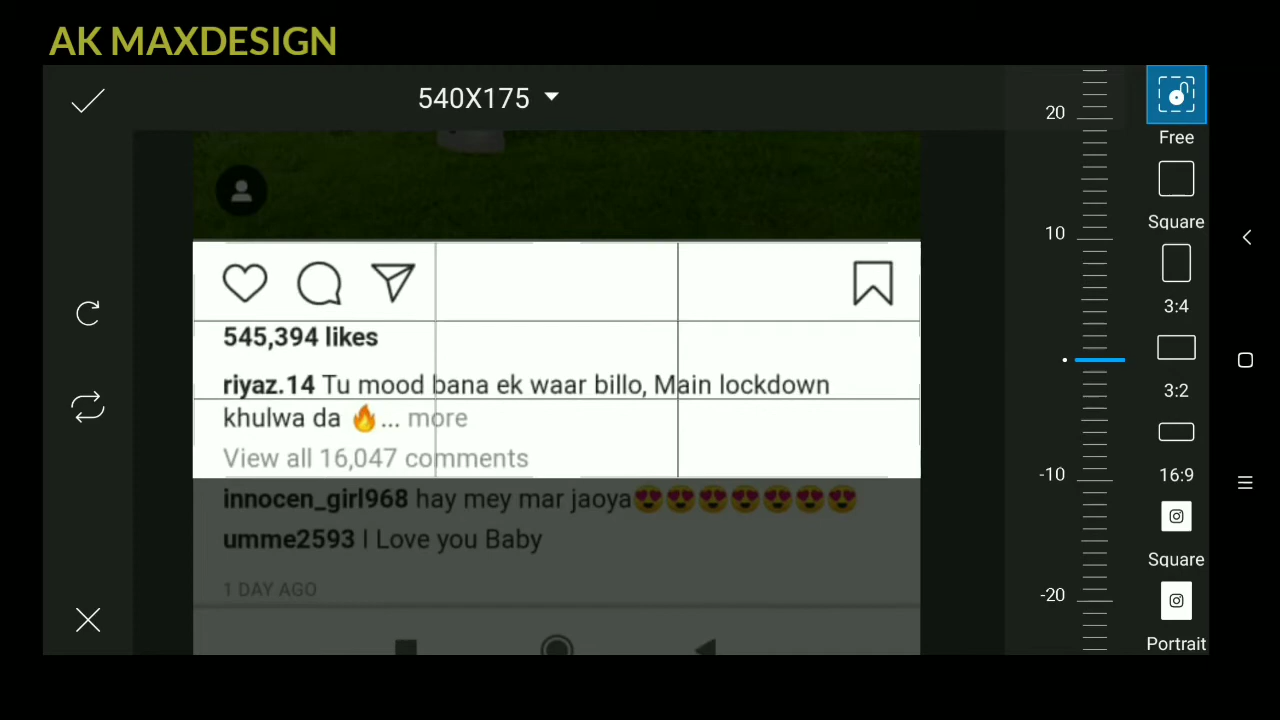 AK MAXDESIGN
540X175
20
Free
Square
10
545,394 likes
3:4
riyaz.14 Tu mood bana ek waar billo, Main lockdown
khulwa da 🔥... more
3:2
View all 16,047 comments
-10
16:9
innocen_girl968 hay mey mar jaoya😍😍😍😍😍😍😍
umme2593 I Love you Baby
Square
1 DAY AGO
-20
Portrait